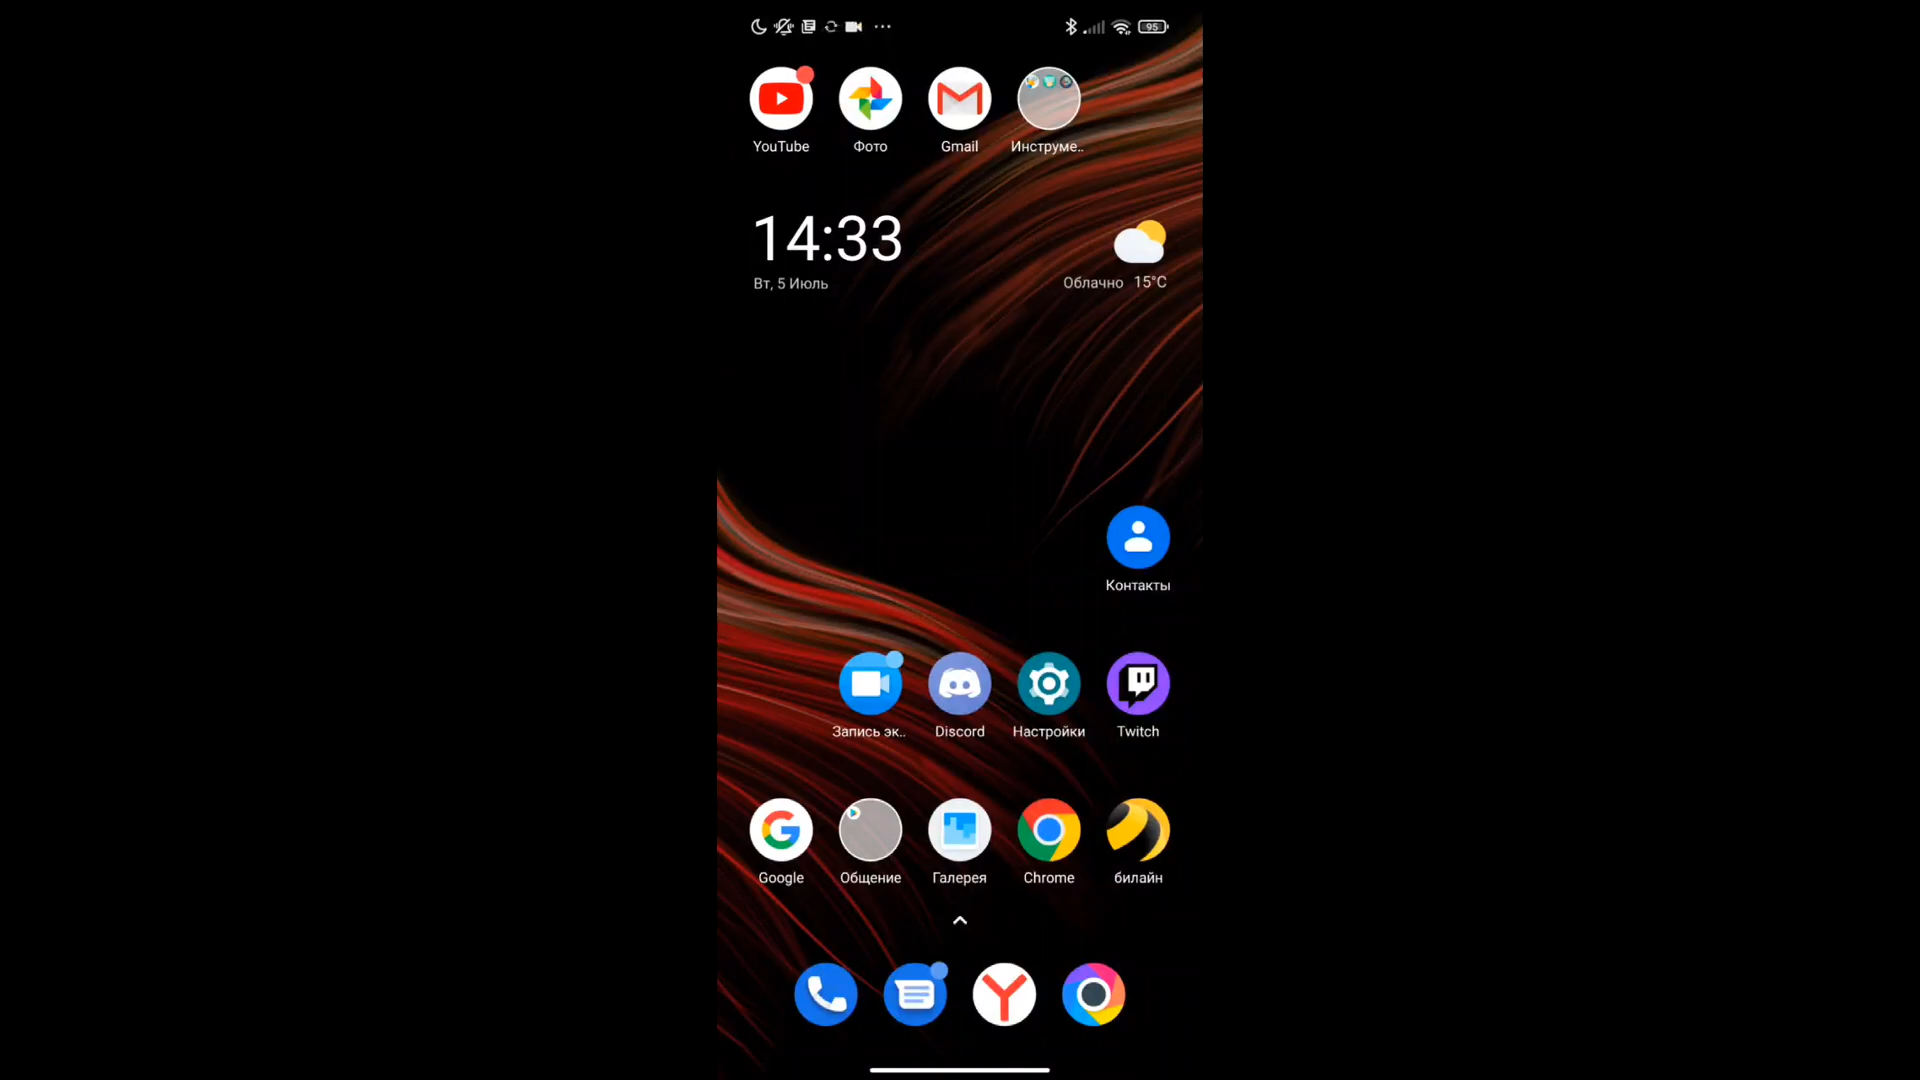 95
YouTube
Фото
Gmail
Инструме..
14:33
Вт, 5 Июль
Облачно 15°C
Контакты
Запись эк..
Discord
Настройки
Twitch
Google
Общение
Галерея
Chrome
билайн